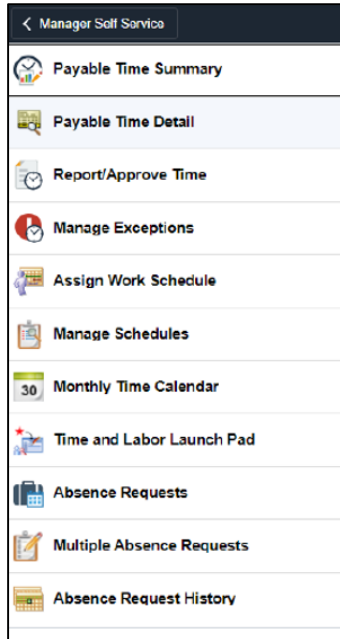 Manager Self Service
Payable Time Summary
Payable Time Detail
Report/Approve Time
Manage Exceptions
Assign Work Schedule
Manage Schedules
30 Monthly Time Calendar
Time and Labor Launch Pad
Absence Requests
Multiple Absence Requests
Absence Request History